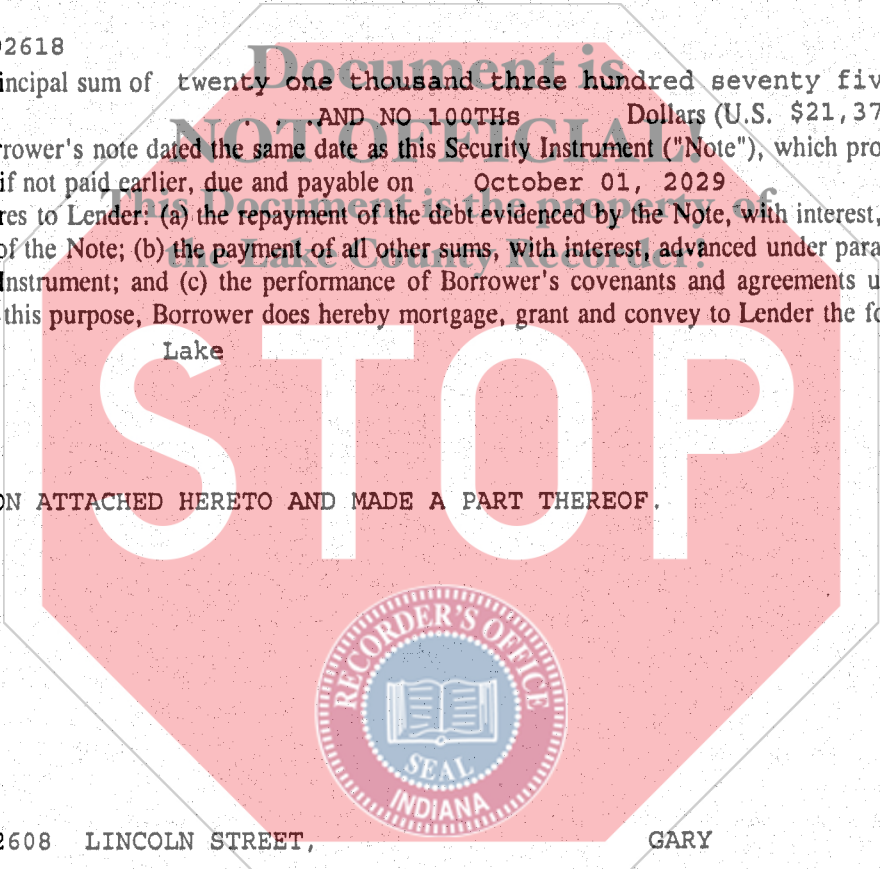 02618
Document is
incipal sum of twenty one thousand three hundred seventy fiv
. . .AND NO 100THs Dollars (U.S. $21,37
NOT OFFICIAL!
rrower's note dated the same date as this Security Instrument ("Note"), which pro
if not paid earlier, due and payable on October 01, 2029
This Document is the property of
res to Lender: (a) the repayment of the debt evidenced by the Note, with interest,
of the Note; (b) the payment of all other sums, with interest, advanced under para
the Lake County Recorder!
Instrument; and (c) the performance of Borrower's covenants and agreements u
this purpose, Borrower does hereby mortgage, grant and convey to Lender the fo
Lake
STOP
ON ATTACHED HERETO AND MADE A PART THEREOF.
RECORDER'S OFFICE
SEAL
INDIANA
2608 LINCOLN STREET, GARY